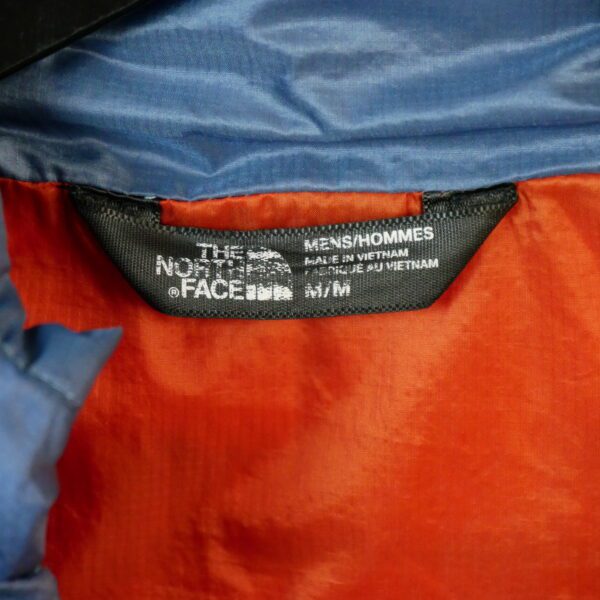 THE
NORTH
® FACE
MENS/HOMMES
MADE IN VIETNAM
FABRIQUE AU VIETNAM
M/M